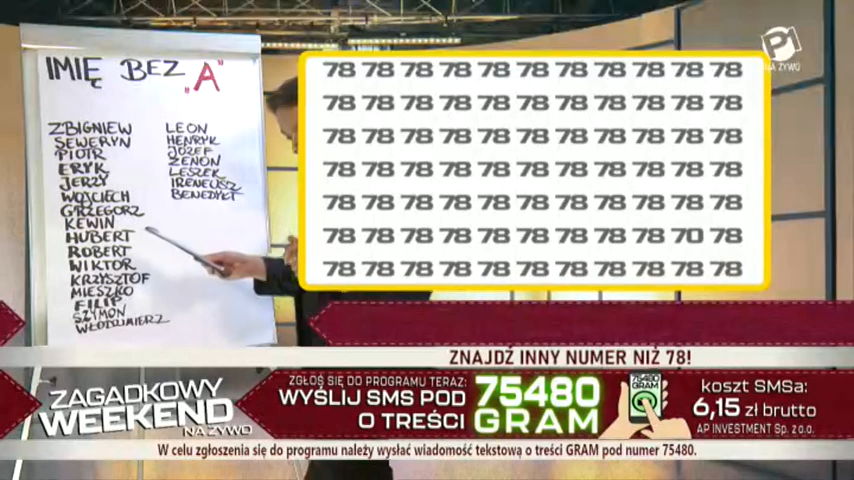 IMIĘ BEZ "A"
ZBIGNIEW
SEWERYN
PIOTR
ERYK
JERZY
WOJCIECH
GRZEGORZ
KEWIN
HUBERT
ROBERT
WIKTOR
KRZYSZTOF
MIESZKO
FILIP
SZYMON
WŁODZIMIERZ
LEON
HENRYK
JÓZEF
ZENON
LESZEK
IRENEUSZ
BENEDYKT
78 78 78 78 78 78 78 78 78 78 78
78 78 78 78 78 78 78 78 78 78 78
78 78 78 78 78 78 78 78 78 78 78
78 78 78 78 78 78 78 78 78 78 78
78 78 78 78 78 78 78 78 78 78 78
78 78 78 78 78 78 78 78 78 70 78
78 78 78 78 78 78 78 78 78 78 78
P1
NA ŻYWO
ZNAJDŹ INNY NUMER NIŻ 78!
ZAGADKOWY
WEEKEND
NA ŻYWO
ZGŁOŚ SIĘ DO PROGRAMU TERAZ:
WYŚLIJ SMS POD
O TREŚCI
75480
GRAM
75480
GRAM
koszt SMSa:
6,15 zł brutto
AP INVESTMENT Sp. z o.o.
W celu zgłoszenia się do programu należy wysłać wiadomość tekstową o treści GRAM pod numer 75480.